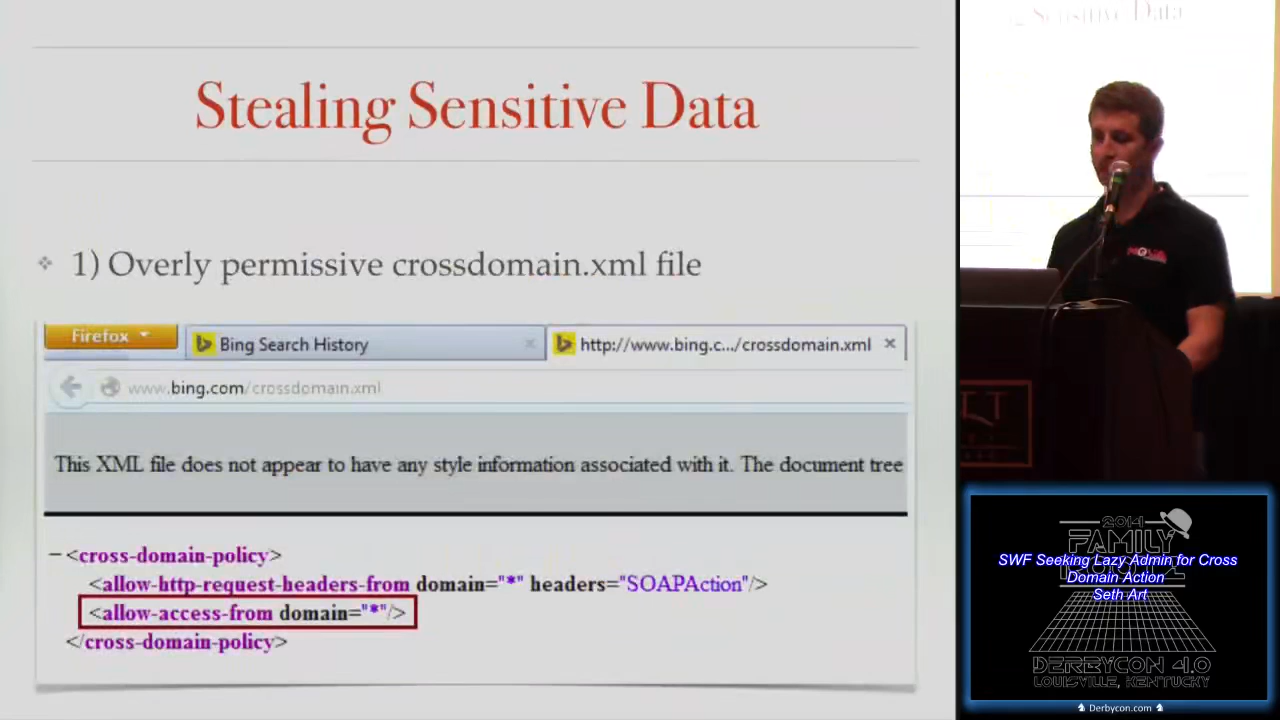 Stealing Sensitive Data
1) Overly permissive crossdomain.xml file
Firefox
Bing Search History
http://www.bing.c.../crossdomain.xml
www.bing.com/crossdomain.xml
This XML file does not appear to have any style information associated with it. The document tree
<cross-domain-policy>
<allow-http-request-headers-from domain="*" headers="SOAPAction"/>
<allow-access-from domain="*"/>
</cross-domain-policy>
Sensitive Data
2014
FAMILY
SWF Seeking Lazy Admin for Cross
Domain Action
Seth Art
DERBYCON 4.0
LOUISVILLE, KENTUCKY
Derbycon.com